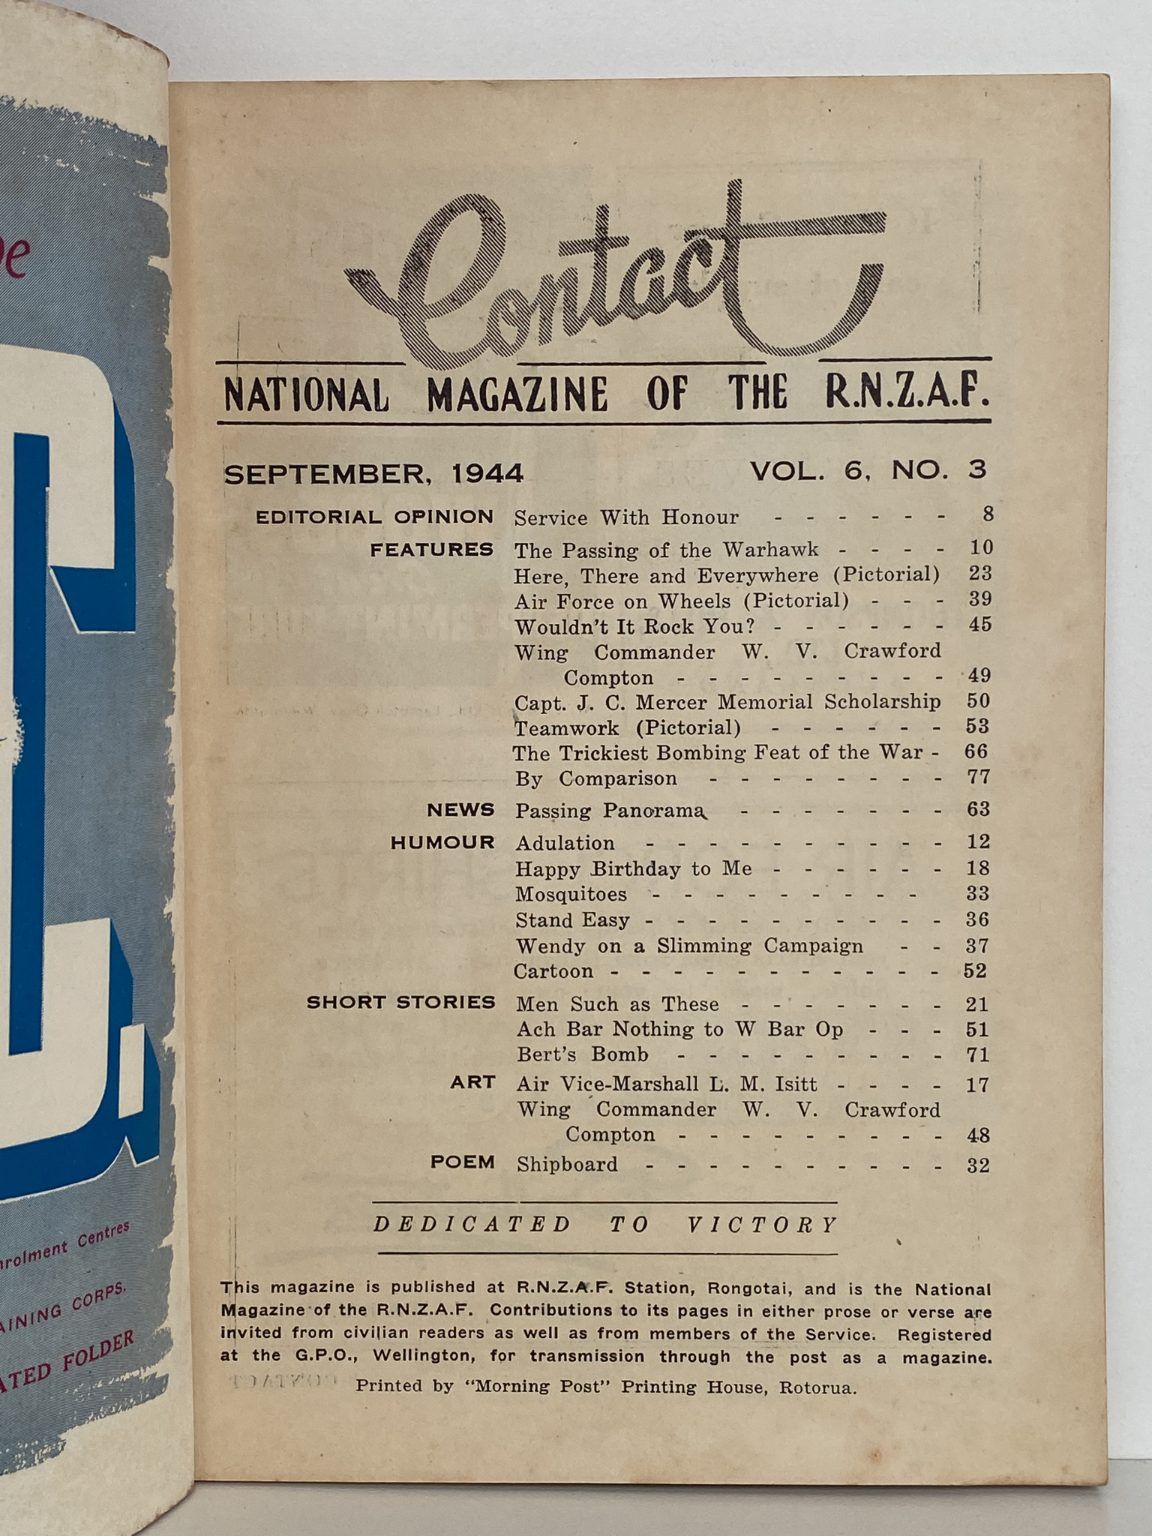 Contact
NATIONAL MAGAZINE OF THE R.N.Z.A.F.
SEPTEMBER, 1944 VOL. 6, NO. 3
EDITORIAL OPINION Service With Honour - - - - - - 8
FEATURES The Passing of the Warhawk - - - - 10
Here, There and Everywhere (Pictorial) 23
Air Force on Wheels (Pictorial) - - - 39
Wouldn't It Rock You? - - - - - - 45
Wing Commander W. V. Crawford
Compton - - - - - - - - - 49
Capt. J. C. Mercer Memorial Scholarship 50
Teamwork (Pictorial) - - - - - - 53
The Trickiest Bombing Feat of the War - 66
By Comparison - - - - - - - - 77
NEWS Passing Panorama - - - - - - - 63
HUMOUR Adulation - - - - - - - - - 12
Happy Birthday to Me - - - - - - 18
Mosquitoes - - - - - - - - - 33
Stand Easy - - - - - - - - - - 36
Wendy on a Slimming Campaign - - 37
Cartoon - - - - - - - - - - 52
SHORT STORIES Men Such as These - - - - - - - 21
Ach Bar Nothing to W Bar Op - - - 51
Bert's Bomb - - - - - - - - - 71
ART Air Vice-Marshall L. M. Isitt - - - - 17
Wing Commander W. V. Crawford
Compton - - - - - - - - - 48
POEM Shipboard - - - - - - - - - 32
DEDICATED TO VICTORY
This magazine is published at R.N.Z.A.F. Station, Rongotai, and is the National
Magazine of the R.N.Z.A.F. Contributions to its pages in either prose or verse are
invited from civilian readers as well as from members of the Service. Registered
at the G.P.O., Wellington, for transmission through the post as a magazine.
Printed by "Morning Post" Printing House, Rotorua.
C.
Centres
CORPS.
FOLDER